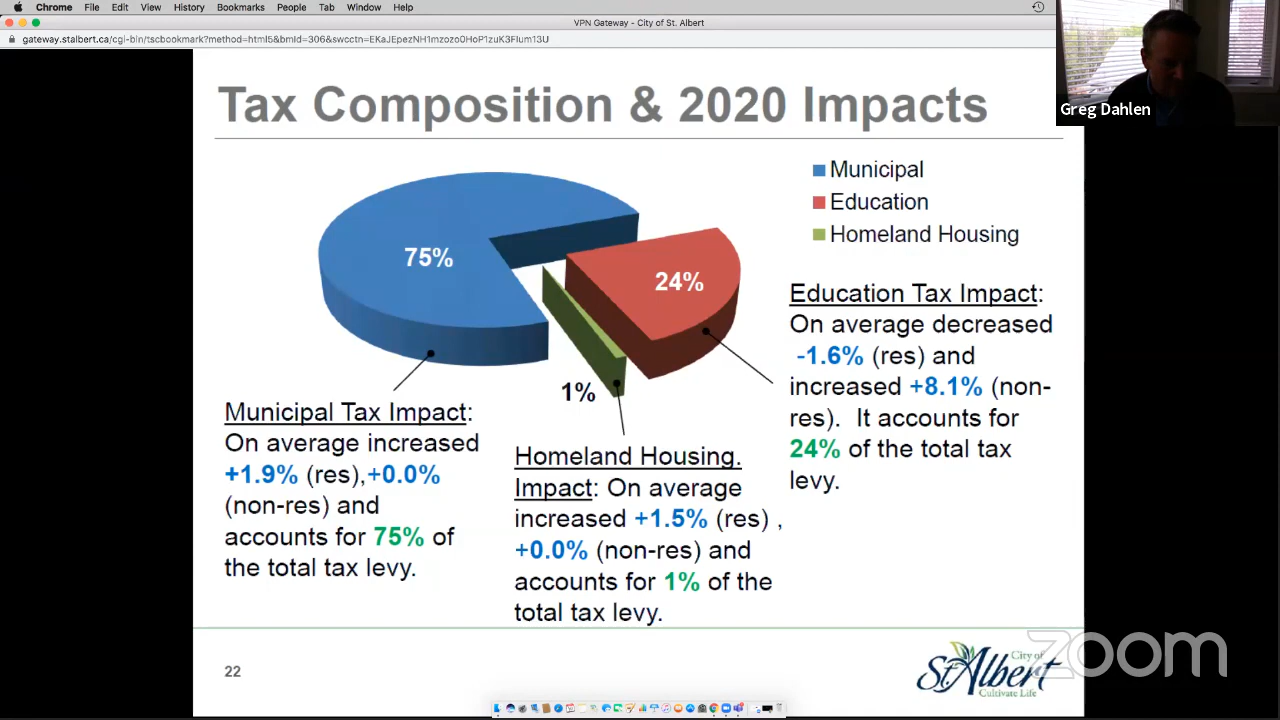 Chrome File Edit View History Bookmarks People Tab Window Help
VPN Gateway - City of St. Albert
Tax Composition & 2020 Impacts
Greg Dahlen
Municipal
Education
Homeland Housing
75%
24%
1%
Municipal Tax Impact:
On average increased
+1.9% (res),+0.0%
(non-res) and
accounts for 75% of
the total tax levy.
Homeland Housing.
Impact: On average
increased +1.5% (res) ,
+0.0% (non-res) and
accounts for 1% of the
total tax levy.
Education Tax Impact:
On average decreased
-1.6% (res) and
increased +8.1% (non-
res). It accounts for
24% of the total tax
levy.
22
City of
St. Albert
Cultivate Life
zoom